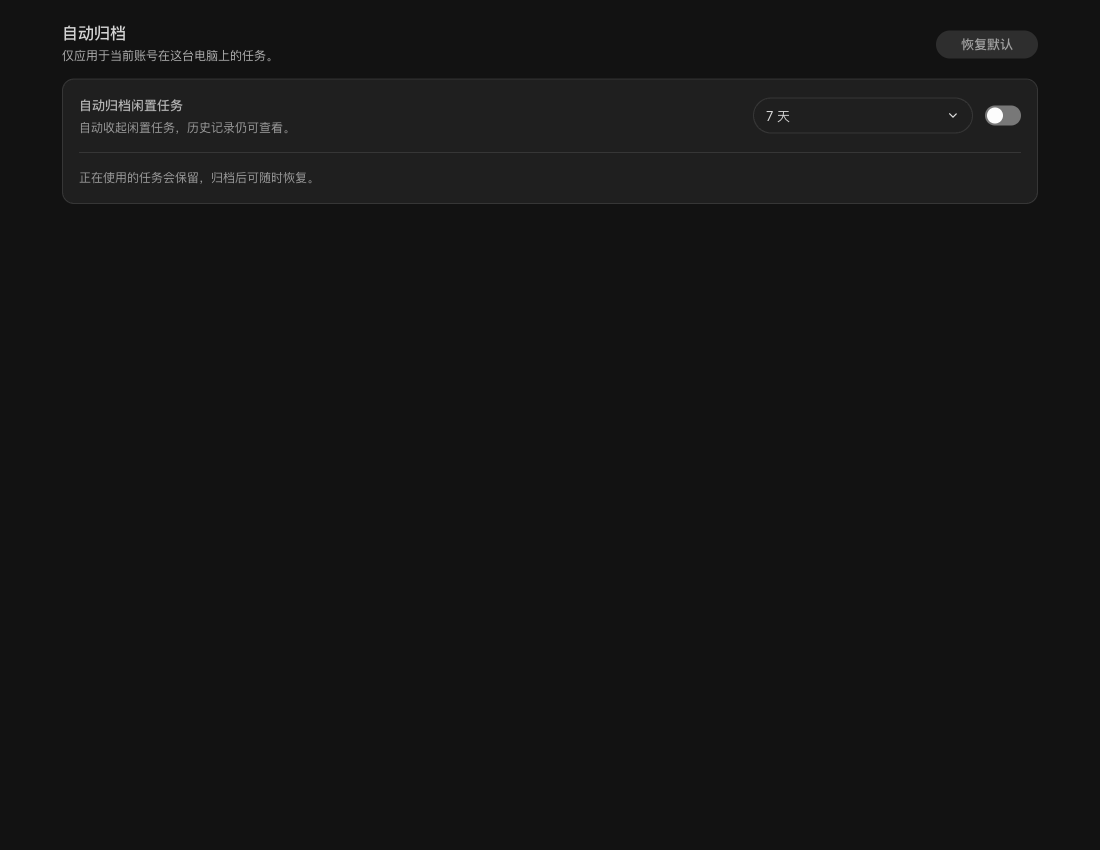 自动归档
仅应用于当前账号在这台电脑上的任务。
恢复默认
自动归档闲置任务
自动收起闲置任务，历史记录仍可查看。
7 天
正在使用的任务会保留，归档后可随时恢复。